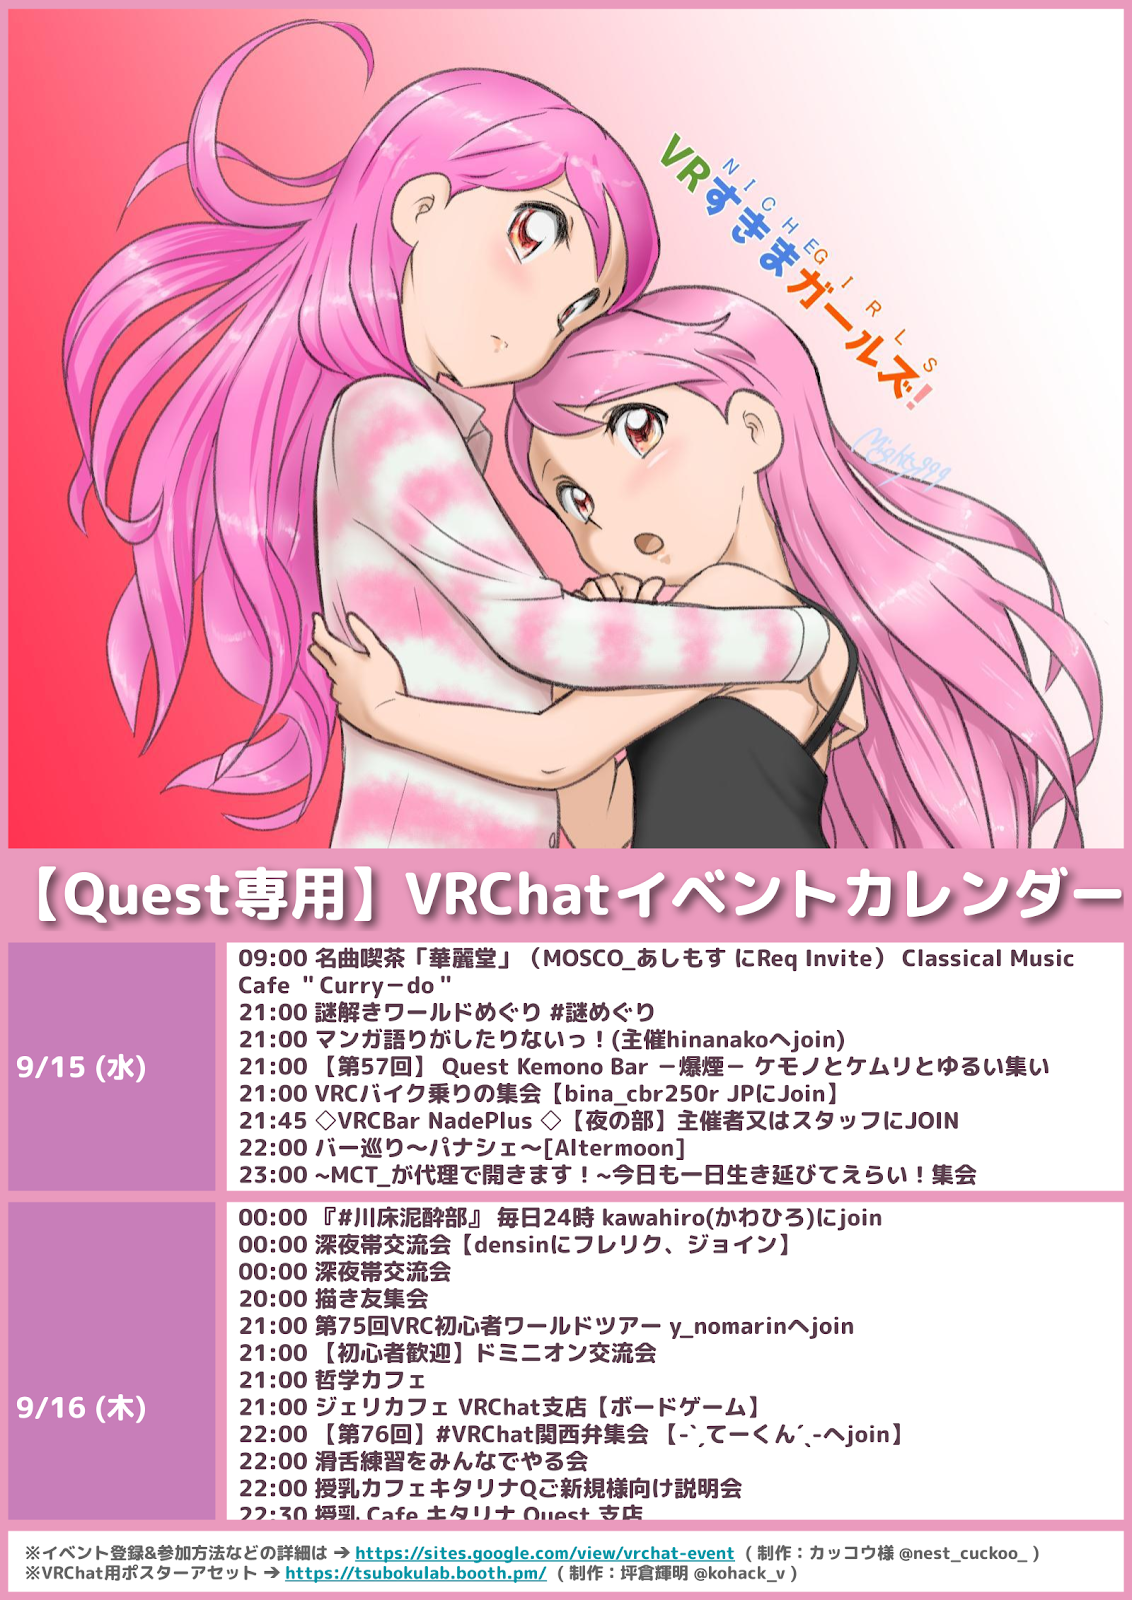 NICHE GIRLS
VRすきまガールズ!
Mighty999
【Quest専用】VRChatイベントカレンダー
9/15 (水)
09:00 名曲喫茶「華麗堂」（MOSCO_あしもす にReq Invite） Classical Music
Cafe ＂Curry－do＂
21:00 謎解きワールドめぐり #謎めぐり
21:00 マンガ語りがしたりないっ！(主催hinanakoへjoin)
21:00 【第57回】 Quest Kemono Bar －爆煙－ ケモノとケムリとゆるい集い
21:00 VRCバイク乗りの集会【bina_cbr250r JPにJoin】
21:45 ◇VRCBar NadePlus ◇【夜の部】主催者又はスタッフにJOIN
22:00 バー巡り～パナシェ～[Altermoon]
23:00 ~MCT_が代理で開きます！~今日も一日生き延びてえらい！集会
9/16 (木)
00:00 『#川床泥酔部』 毎日24時 kawahiro(かわひろ)にjoin
00:00 深夜帯交流会【densinにフレリク、ジョイン】
00:00 深夜帯交流会
20:00 描き友集会
21:00 第75回VRC初心者ワールドツアー y_nomarinへjoin
21:00 【初心者歓迎】ドミニオン交流会
21:00 哲学カフェ
21:00 ジェリカフェ VRChat支店【ボードゲーム】
22:00 【第76回】#VRChat関西弁集会 【-ˋˏてーくんˊˎ-へjoin】
22:00 滑舌練習をみんなでやる会
22:00 授乳カフェキタリナQご新規様向け説明会
22:30 授乳 Cafe キタリナ Quest 支店
※イベント登録&参加方法などの詳細は → https://sites.google.com/view/vrchat-event （ 制作：カッコウ様 @nest_cuckoo_ ）
※VRChat用ポスターアセット → https://tsubokulab.booth.pm/ （ 制作：坪倉輝明 @kohack_v ）